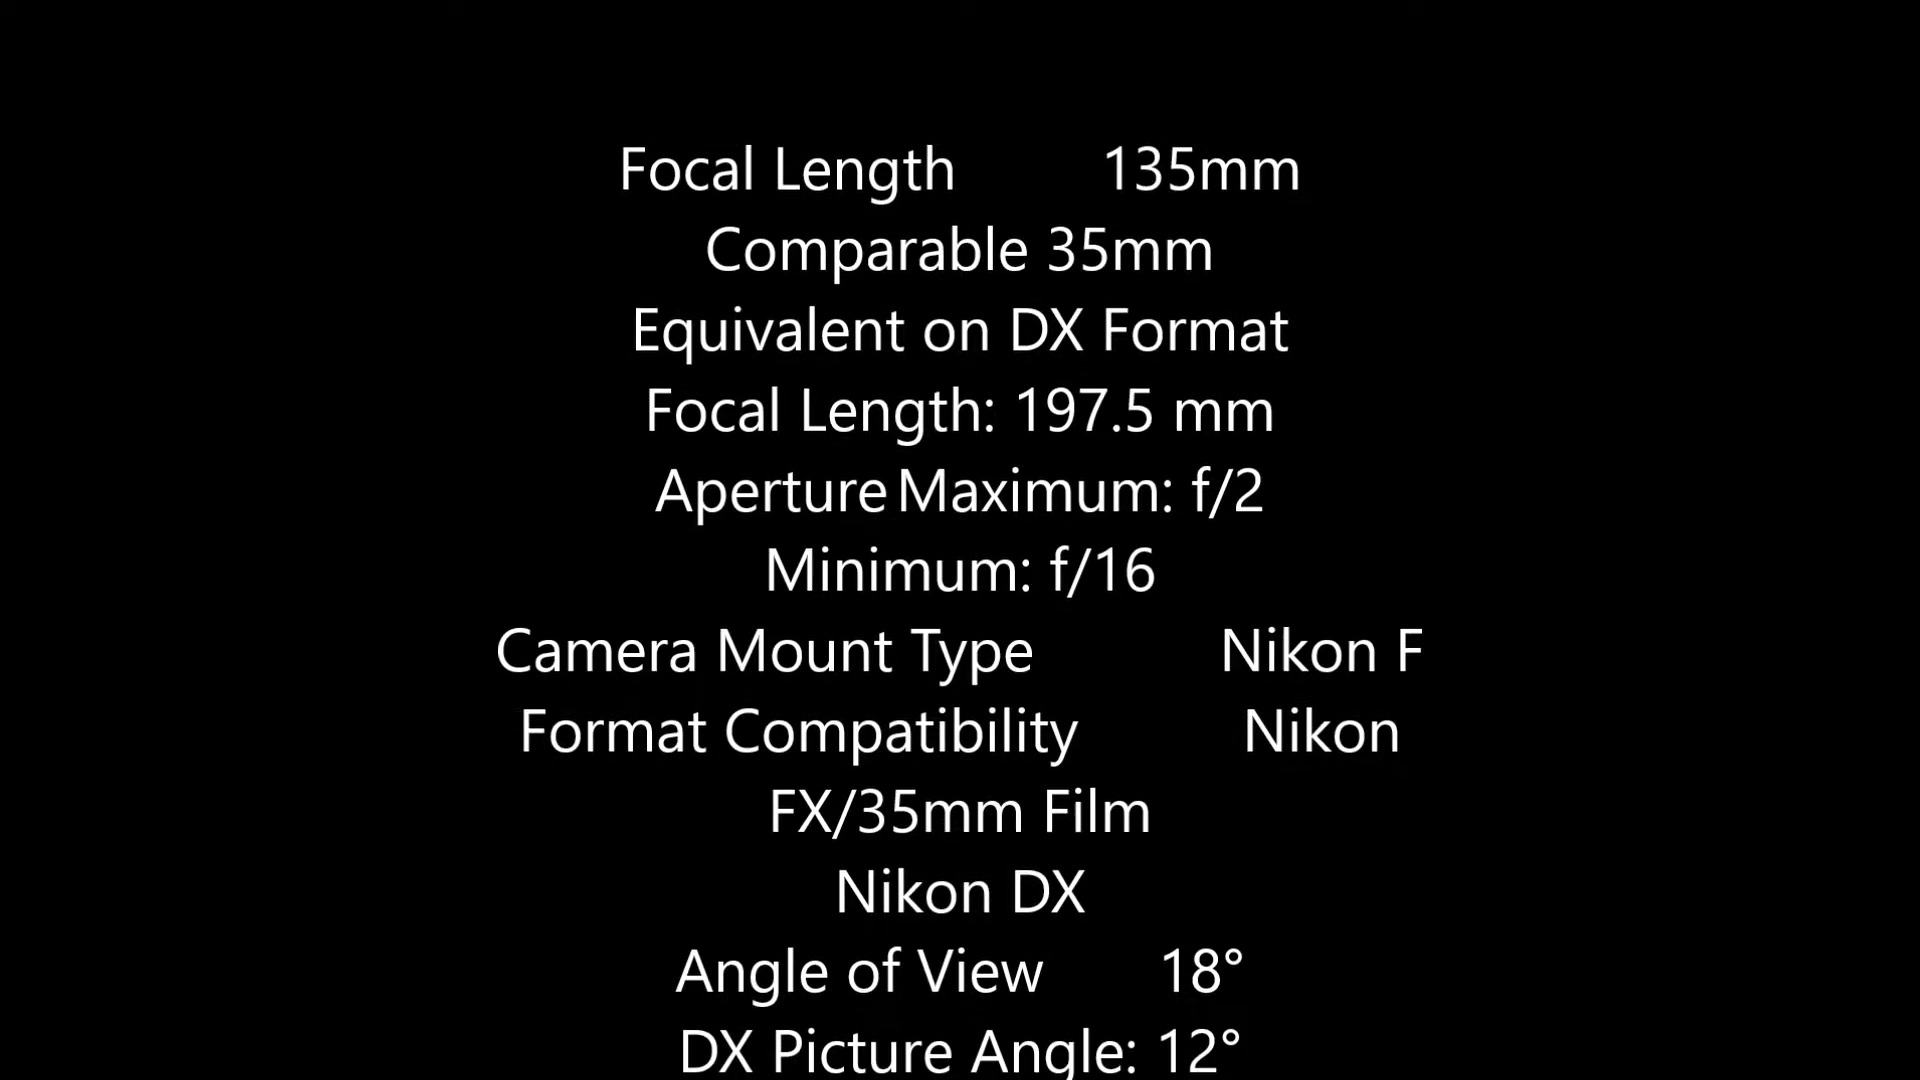 Focal Length 135mm
Comparable 35mm
Equivalent on DX Format
Focal Length: 197.5 mm
Aperture Maximum: f/2
Minimum: f/16
Camera Mount Type Nikon F
Format Compatibility Nikon
FX/35mm Film
Nikon DX
Angle of View 18°
DX Picture Angle: 12°